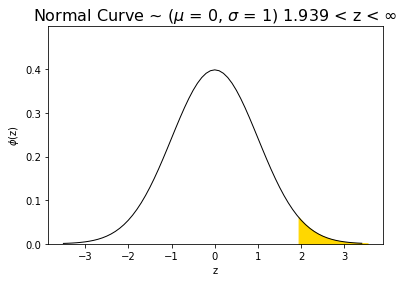 Normal Curve ~ (μ = 0, σ = 1) 1.939 < z < ∞
0.4
0.3
0.2
0.1
0.0
ϕ(z)
−3 −2 −1 0 1 2 3
z